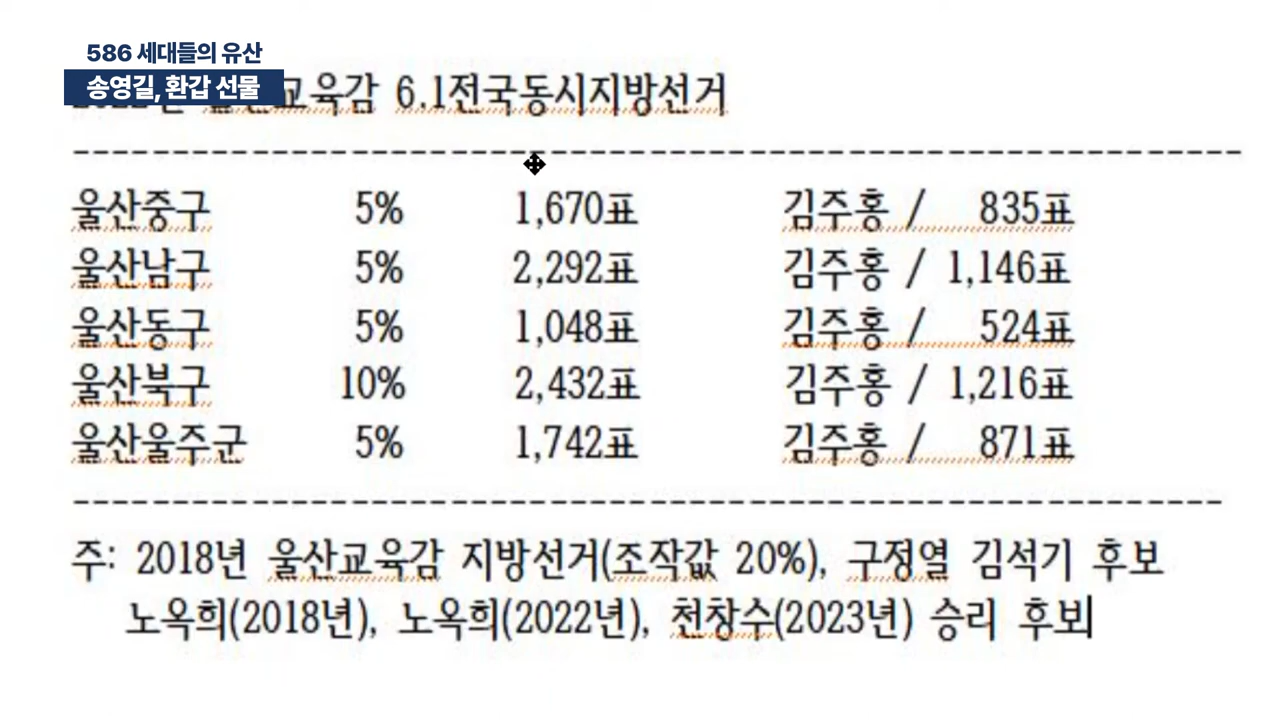 586 세대들의 유산
송영길, 환갑 선물
교육감 6.1전국동시지방선거
울산중구 5% 1,670표 김주홍 / 835표
울산남구 5% 2,292표 김주홍 / 1,146표
울산동구 5% 1,048표 김주홍 / 524표
울산북구 10% 2,432표 김주홍 / 1,216표
울산울주군 5% 1,742표 김주홍 / 871표
주: 2018년 울산교육감 지방선거(조작값 20%), 구정열 김석기 후보
노옥희(2018년), 노옥희(2022년), 천창수(2023년) 승리 후보